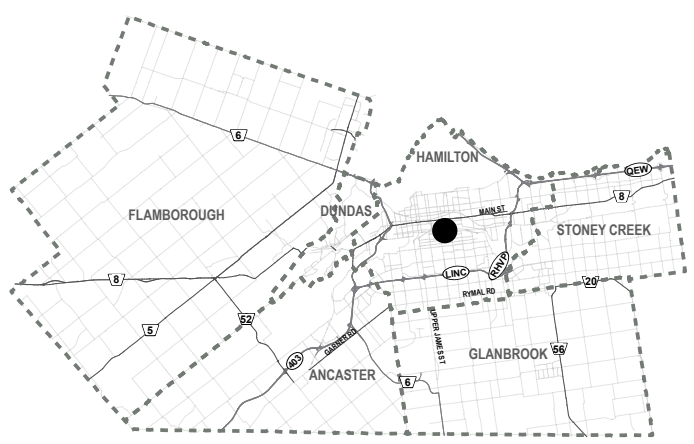 6
HAMILTON
QEW
8
FLAMBOROUGH
DUNDAS
MAIN ST
STONEY CREEK
8
LINC
RHVP
20
RYMAL RD
52
5
UPPER JAMES ST
GARNER RD
403
GLANBROOK
56
ANCASTER
6